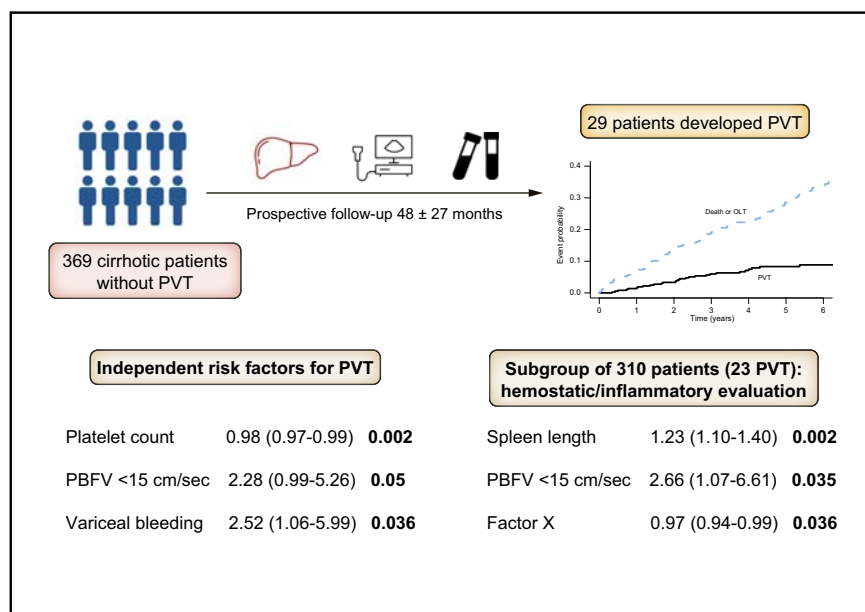 29 patients developed PVT
Prospective follow-up 48 ± 27 months
369 cirrhotic patients
without PVT
Event probability
0.4
0.3
0.2
0.1
0.0
Death or OLT
PVT
0 1 2 3 4 5 6
Time (years)
Independent risk factors for PVT
Platelet count 0.98 (0.97-0.99) 0.002
PBFV <15 cm/sec 2.28 (0.99-5.26) 0.05
Variceal bleeding 2.52 (1.06-5.99) 0.036
Subgroup of 310 patients (23 PVT):
hemostatic/inflammatory evaluation
Spleen length 1.23 (1.10-1.40) 0.002
PBFV <15 cm/sec 2.66 (1.07-6.61) 0.035
Factor X 0.97 (0.94-0.99) 0.036